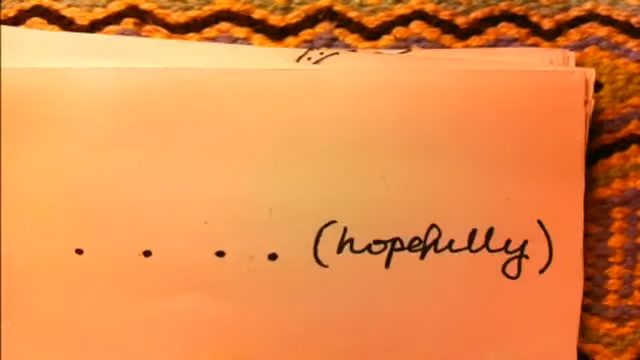 . . . . (hopefully)